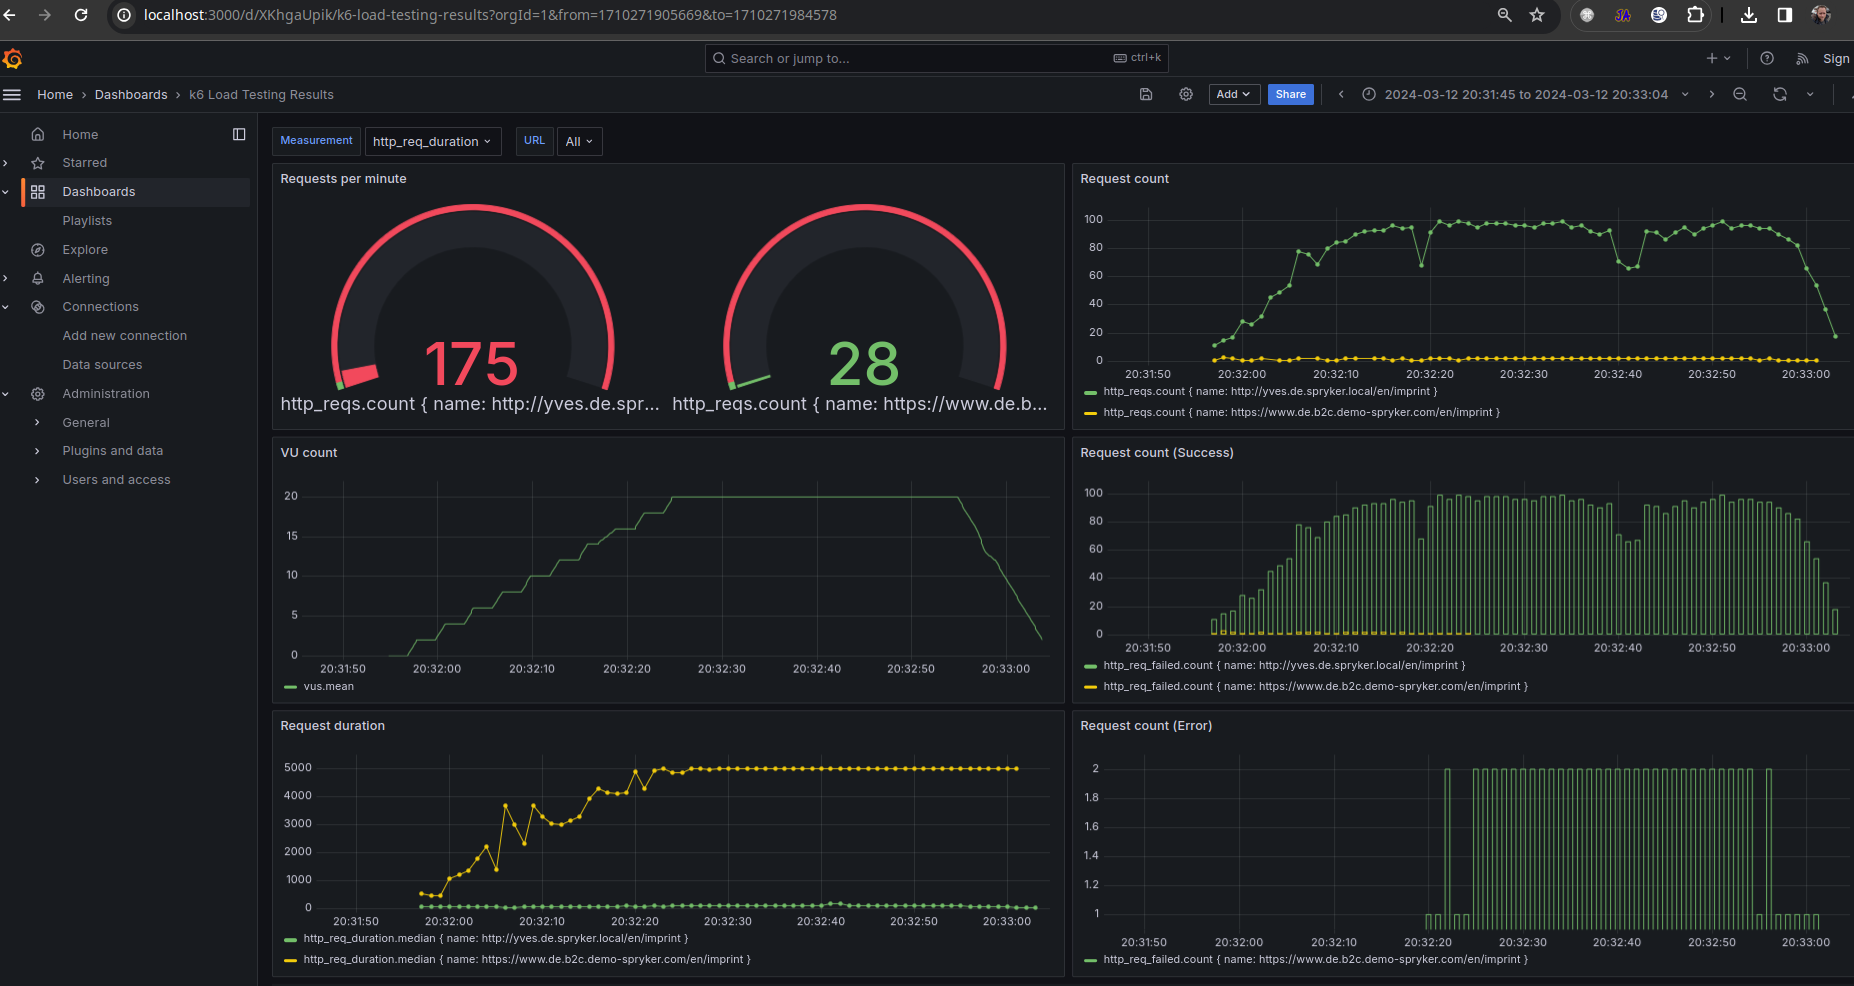 localhost:3000/d/XKhgaUpik/k6-load-testing-results?orgId=1&from=1710271905669&to=1710271984578
JA
Search or jump to...
ctrl+k
Sign
Home › Dashboards › k6 Load Testing Results
Add
Share
2024-03-12 20:31:45 to 2024-03-12 20:33:04
Home
Starred
Dashboards
Playlists
Explore
Alerting
Connections
Add new connection
Data sources
Administration
General
Plugins and data
Users and access
Measurement
http_req_duration
URL
All
Requests per minute
175
28
http_reqs.count { name: http://yves.de.spr...
http_reqs.count { name: https://www.de.b...
Request count
100
80
60
40
20
0
20:31:50 20:32:00 20:32:10 20:32:20 20:32:30 20:32:40 20:32:50 20:33:00
http_reqs.count { name: http://yves.de.spryker.local/en/imprint }
http_reqs.count { name: https://www.de.b2c.demo-spryker.com/en/imprint }
VU count
20
15
10
5
0
20:31:50 20:32:00 20:32:10 20:32:20 20:32:30 20:32:40 20:32:50 20:33:00
vus.mean
Request count (Success)
100
80
60
40
20
0
20:31:50 20:32:00 20:32:10 20:32:20 20:32:30 20:32:40 20:32:50 20:33:00
http_req_failed.count { name: http://yves.de.spryker.local/en/imprint }
http_req_failed.count { name: https://www.de.b2c.demo-spryker.com/en/imprint }
Request duration
5000
4000
3000
2000
1000
0
20:31:50 20:32:00 20:32:10 20:32:20 20:32:30 20:32:40 20:32:50 20:33:00
http_req_duration.median { name: http://yves.de.spryker.local/en/imprint }
http_req_duration.median { name: https://www.de.b2c.demo-spryker.com/en/imprint }
Request count (Error)
2
1.8
1.6
1.4
1.2
1
20:31:50 20:32:00 20:32:10 20:32:20 20:32:30 20:32:40 20:32:50 20:33:00
http_req_failed.count { name: https://www.de.b2c.demo-spryker.com/en/imprint }